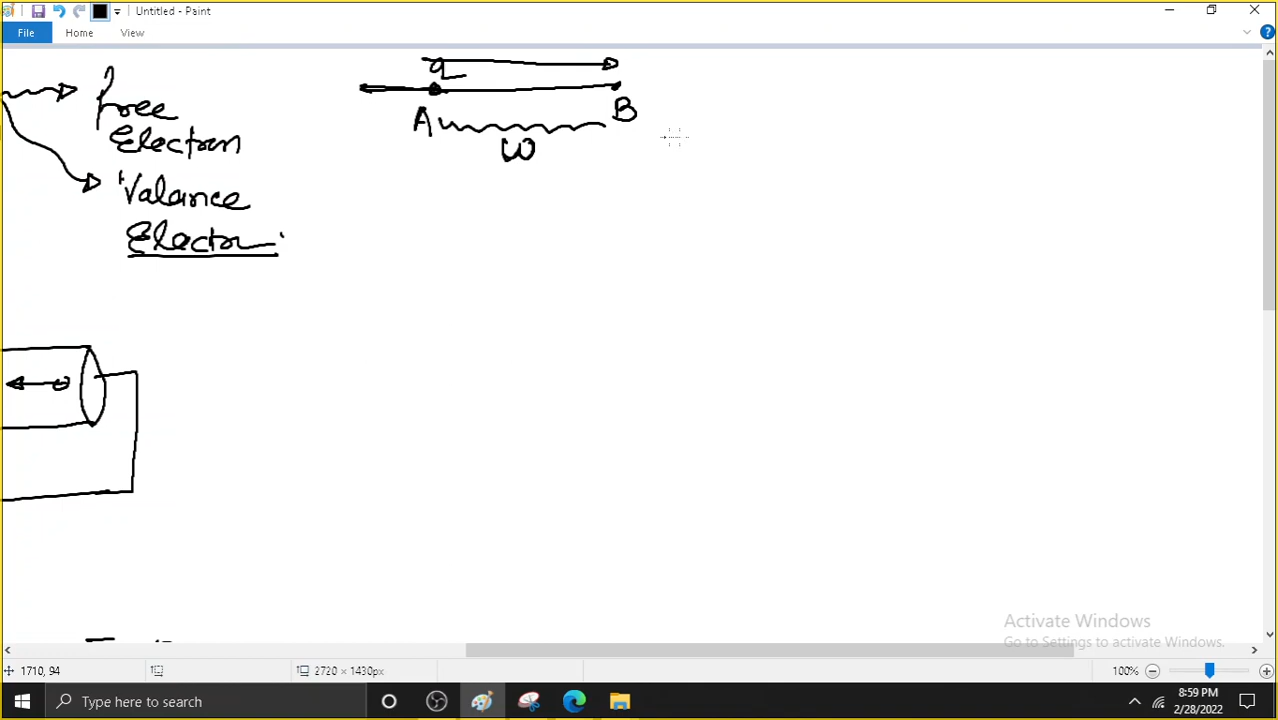 Untitled - Paint
File Home View
free
Electron
Valance
Electro
q
A B
W
Activate Windows
Go to Settings to activate Windows.
1710, 94
2720 × 1430px
100%
Type here to search
8:59 PM
2/28/2022